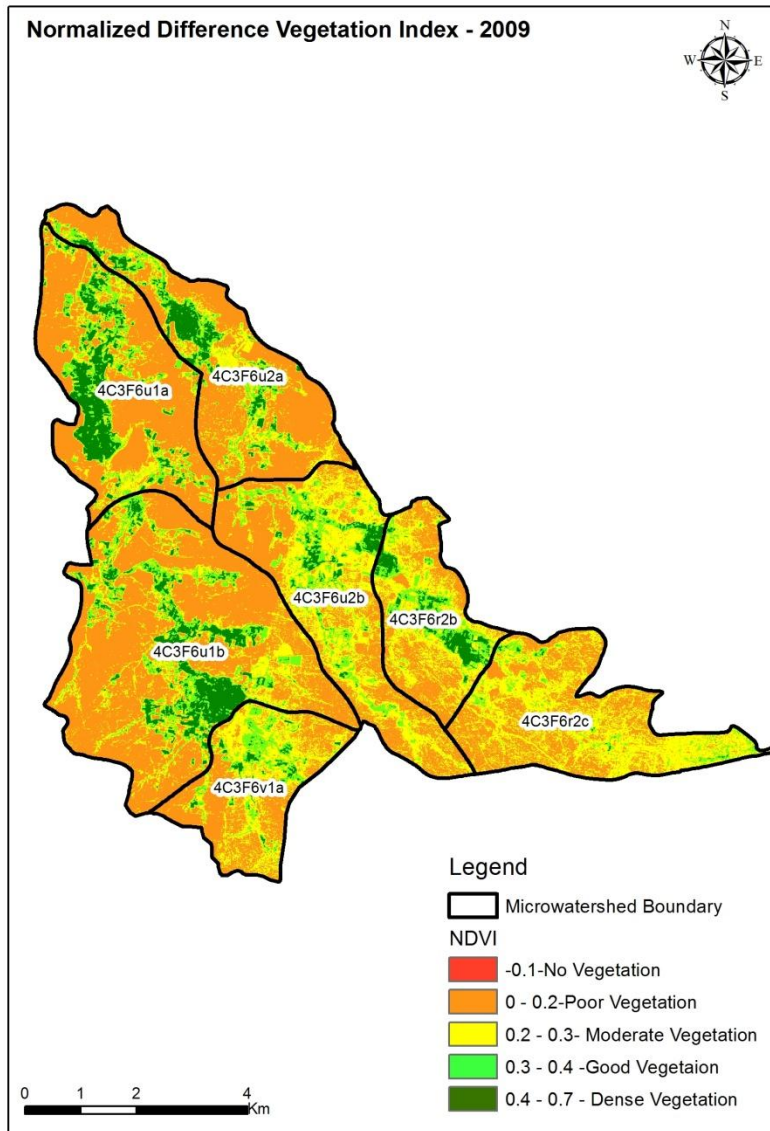 Normalized Difference Vegetation Index - 2009
N
W E
S
4C3F6u1a
4C3F6u2a
4C3F6u2b
4C3F6r2b
4C3F6u1b
4C3F6r2c
4C3F6v1a
Legend
Microwatershed Boundary
NDVI
-0.1-No Vegetation
0 - 0.2-Poor Vegetation
0.2 - 0.3- Moderate Vegetation
0.3 - 0.4 -Good Vegetaion
0.4 - 0.7 - Dense Vegetation
0 1 2 4
Km